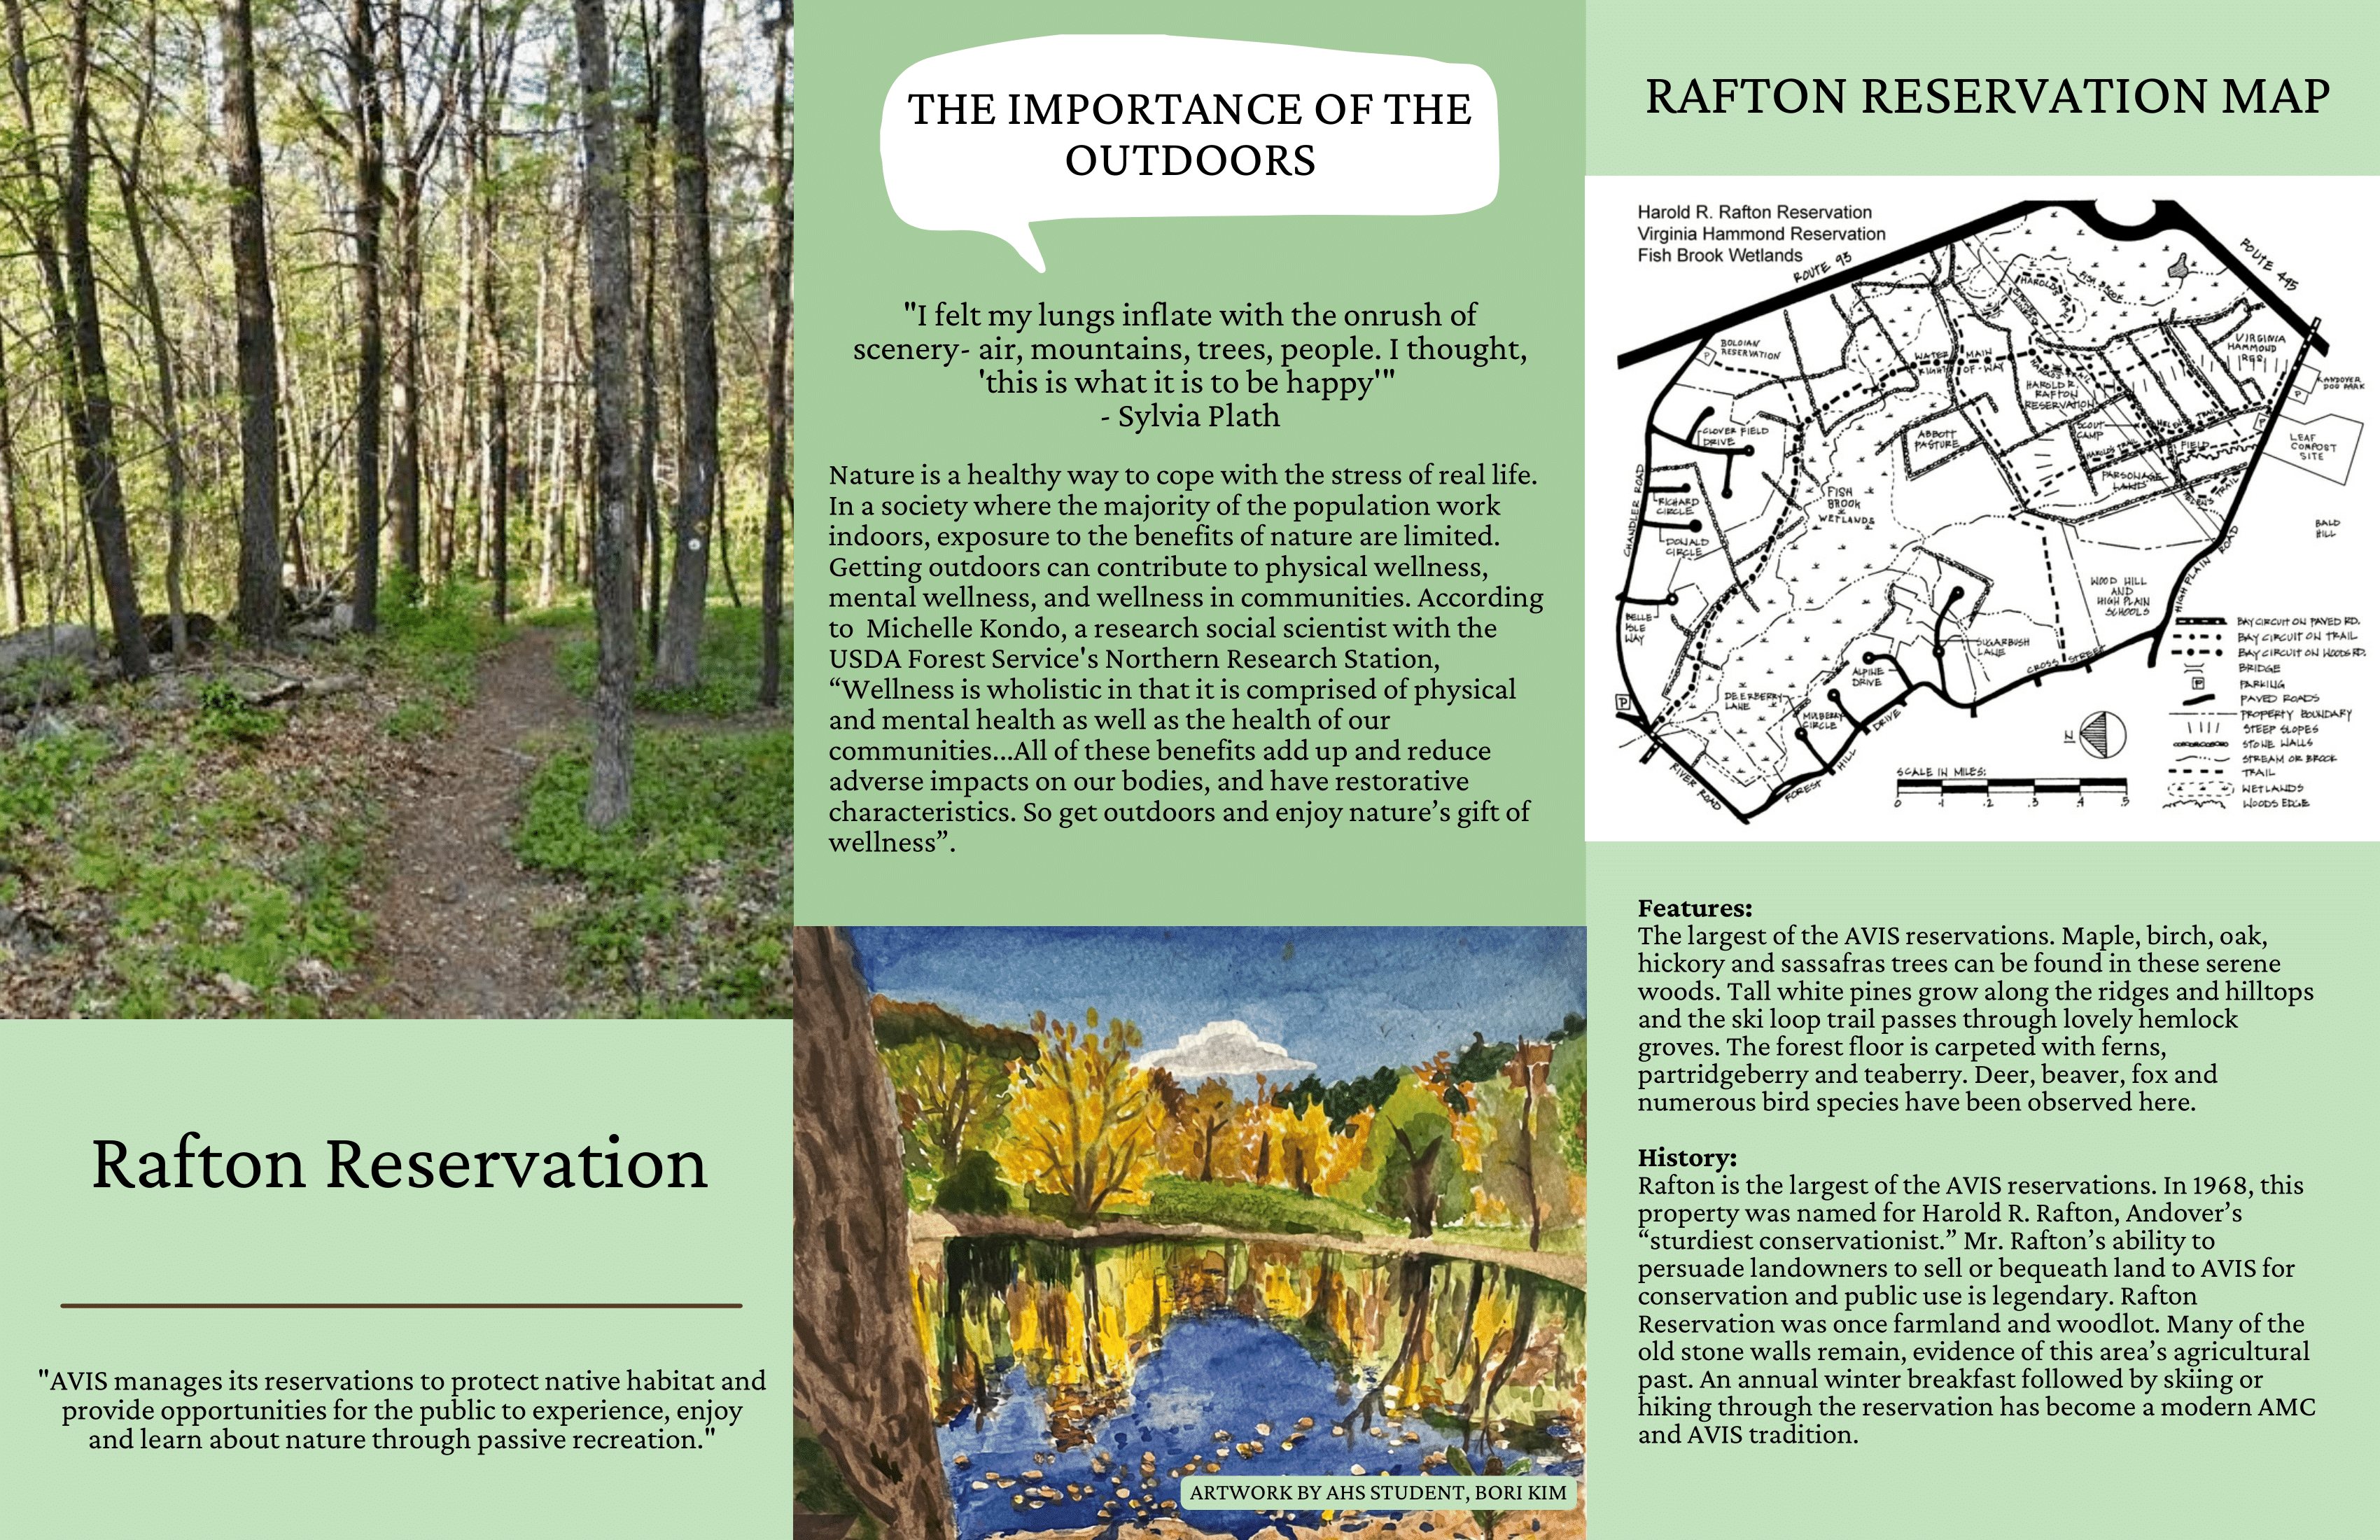 Rafton Reservation
"AVIS manages its reservations to protect native habitat and
provide opportunities for the public to experience, enjoy
and learn about nature through passive recreation."
THE IMPORTANCE OF THE
OUTDOORS
"I felt my lungs inflate with the onrush of
scenery- air, mountains, trees, people. I thought,
'this is what it is to be happy'"
- Sylvia Plath
Nature is a healthy way to cope with the stress of real life.
In a society where the majority of the population work
indoors, exposure to the benefits of nature are limited.
Getting outdoors can contribute to physical wellness,
mental wellness, and wellness in communities. According
to  Michelle Kondo, a research social scientist with the
USDA Forest Service's Northern Research Station,
“Wellness is wholistic in that it is comprised of physical
and mental health as well as the health of our
communities...All of these benefits add up and reduce
adverse impacts on our bodies, and have restorative
characteristics. So get outdoors and enjoy nature’s gift of
wellness”.
ARTWORK BY AHS STUDENT, BORI KIM
RAFTON RESERVATION MAP
Harold R. Rafton Reservation
Virginia Hammond Reservation
Fish Brook Wetlands
ROUTE 93
ROUTE 495
BOLOIAN
RESERVATION
P
WATER MAIN
RIGHT OF-WAY
HAROLD'S
FISH BROOK
VIRGINIA
HAMMOND
RES.
P
ANDOVER
DOG PARK
HAROLD R.
RAFTON
RESERVATION
CLOVER FIELD
DRIVE
ABBOTT
PASTURE
SCOUT
CAMP
HELEN'S TRAIL
FIELD
HAROLD'S TRAIL
P
LEAF
COMPOST
SITE
PARSONAGE
LAND
HELEN'S TRAIL
CHANDLER ROAD
RICHARD
CIRCLE
FISH
BROOK
WETLANDS
DONALD
CIRCLE
BALD
HILL
HIGH PLAIN ROAD
WOOD HILL
AND
HIGH PLAIN
SCHOOLS
BELLE
ISLE
WAY
SUGARBUSH
LANE
CROSS STREET
ALPINE
DRIVE
DEERBERRY
LANE
MULBERRY
CIRCLE
P
RIVER ROAD
FOREST HILL DRIVE
N
SCALE IN MILES:
0 .1 .2 .3 .4 .5
BAY CIRCUIT ON PAVED RD.
BAY CIRCUIT ON TRAIL
BAY CIRCUIT ON WOODS RD.
BRIDGE
P PARKING
PAVED ROADS
PROPERTY BOUNDARY
STEEP SLOPES
STONE WALLS
STREAM OR BROOK
TRAIL
WETLANDS
WOODS EDGE
Features:
The largest of the AVIS reservations. Maple, birch, oak,
hickory and sassafras trees can be found in these serene
woods. Tall white pines grow along the ridges and hilltops
and the ski loop trail passes through lovely hemlock
groves. The forest floor is carpeted with ferns,
partridgeberry and teaberry. Deer, beaver, fox and
numerous bird species have been observed here.
History:
Rafton is the largest of the AVIS reservations. In 1968, this
property was named for Harold R. Rafton, Andover’s
“sturdiest conservationist.” Mr. Rafton’s ability to
persuade landowners to sell or bequeath land to AVIS for
conservation and public use is legendary. Rafton
Reservation was once farmland and woodlot. Many of the
old stone walls remain, evidence of this area’s agricultural
past. An annual winter breakfast followed by skiing or
hiking through the reservation has become a modern AMC
and AVIS tradition.